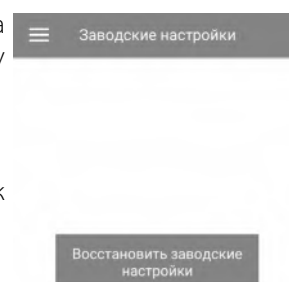 а
Заводские настройки
у
к
Восстановить заводские
настройки